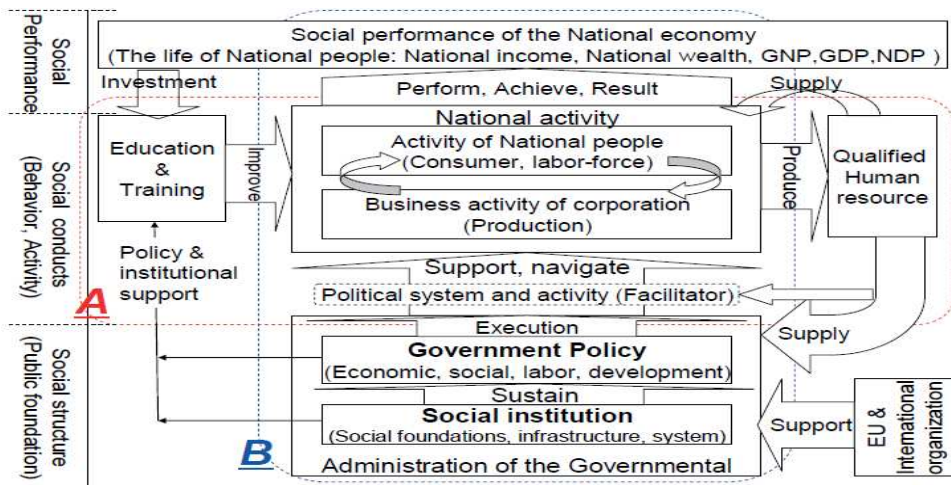 Social
Performance
Social performance of the National economy
(The life of National people: National income, National wealth, GNP,GDP,NDP )
Investment
Perform, Achieve, Result
Supply
Social conducts
(Behavior, Activity)
Education
&
Training
Improve
National activity
Activity of National people
(Consumer, labor-force)
Business activity of corporation
(Production)
Produce
Qualified
Human
resource
Policy &
institutional
support
Support, navigate
Political system and activity (Facilitator)
A
Social structure
(Public foundation)
Execution
Government Policy
(Economic, social, labor, development)
Supply
Sustain
Social institution
(Social foundations, infrastructure, system)
Administration of the Governmental
B
Support
EU &
International
organization